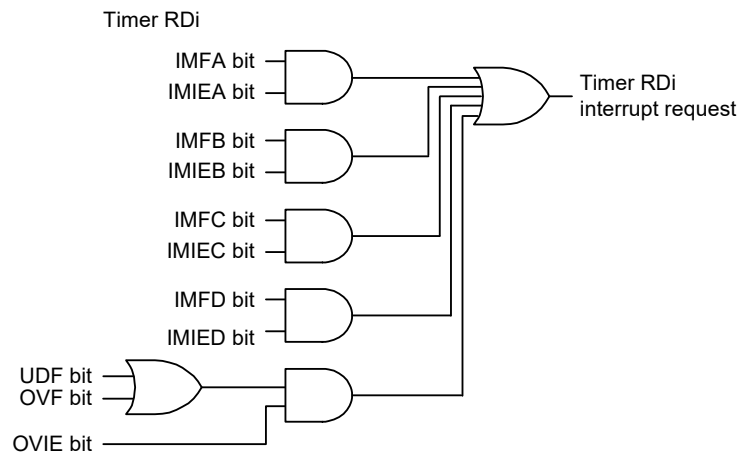 Timer RDi
IMFA bit
IMIEA bit
Timer RDi
interrupt request
IMFB bit
IMIEB bit
IMFC bit
IMIEC bit
IMFD bit
IMIED bit
UDF bit
OVF bit
OVIE bit